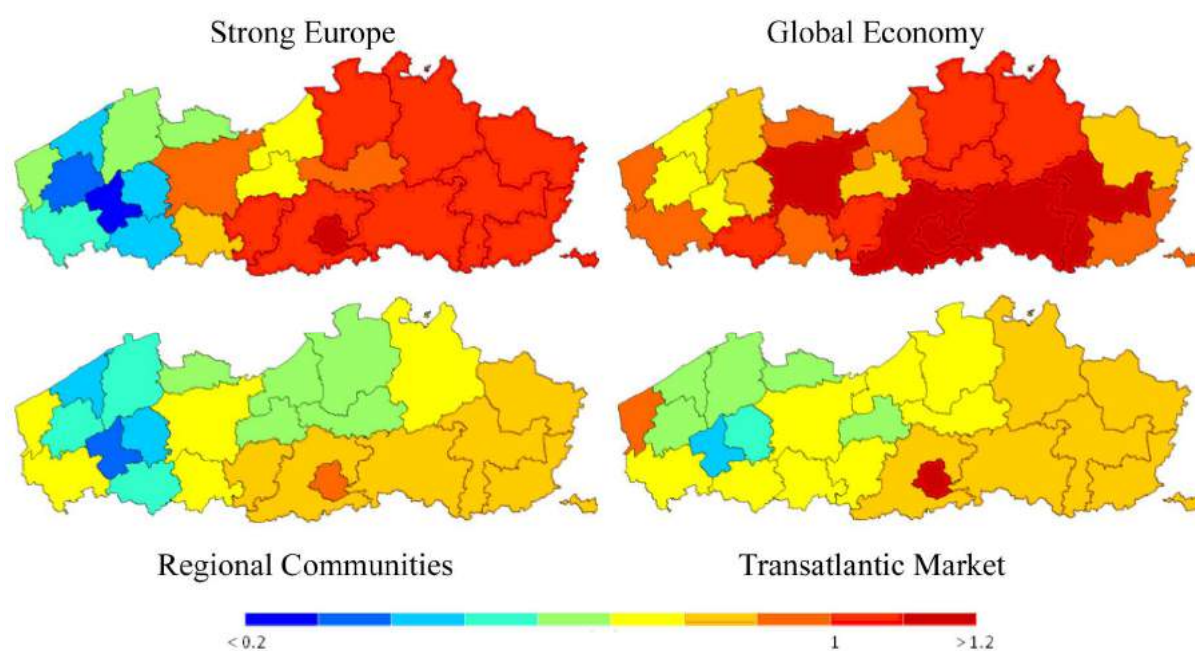 Strong Europe
Global Economy
Regional Communities
Transatlantic Market
< 0.2
1
> 1.2